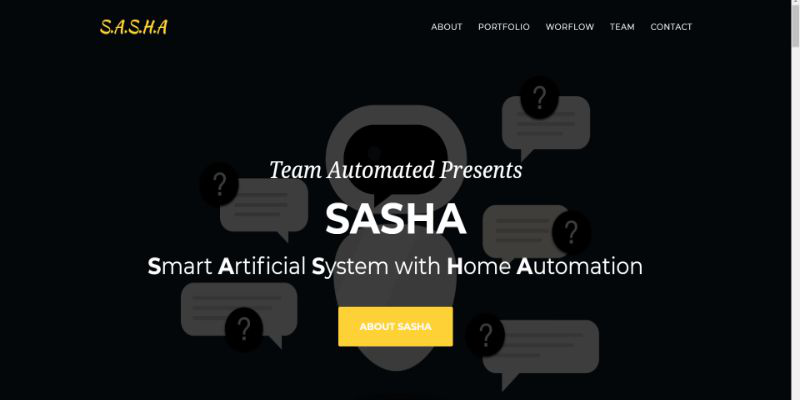 S.A.S.H.A
ABOUT PORTFOLIO WORFLOW TEAM CONTACT
?
?
Team Automated Presents
?
SASHA
?
Smart Artificial System with Home Automation
?
ABOUT SASHA
?